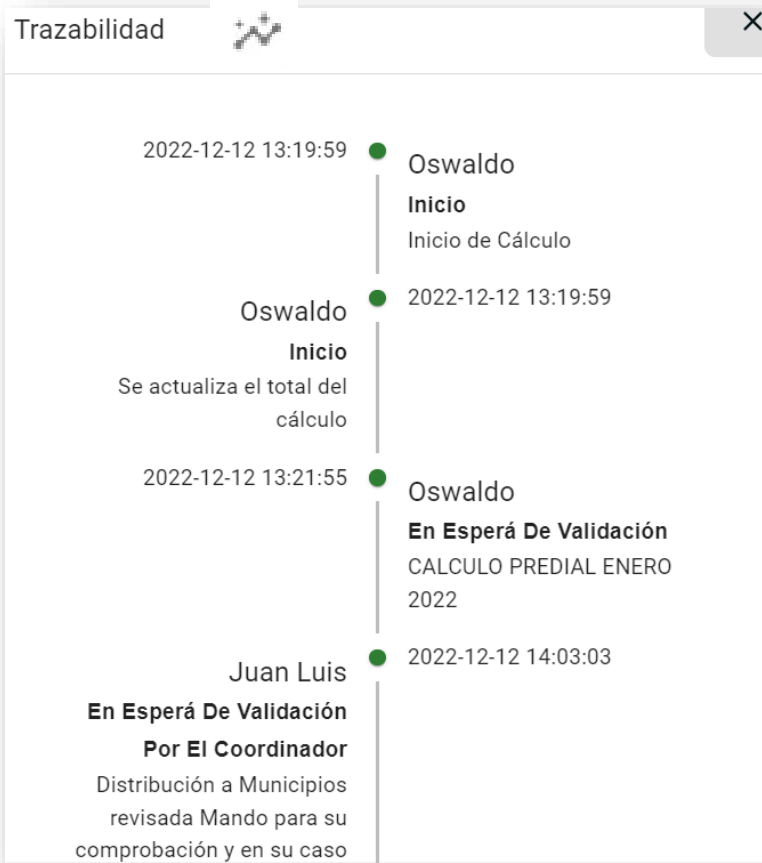 Trazabilidad
2022-12-12 13:19:59
Oswaldo
Inicio
Inicio de Cálculo
2022-12-12 13:19:59
Oswaldo
Inicio
Se actualiza el total del
cálculo
2022-12-12 13:21:55
Oswaldo
En Esperá De Validación
CALCULO PREDIAL ENERO
2022
2022-12-12 14:03:03
Juan Luis
En Esperá De Validación
Por El Coordinador
Distribución a Municipios
revisada Mando para su
comprobación y en su caso